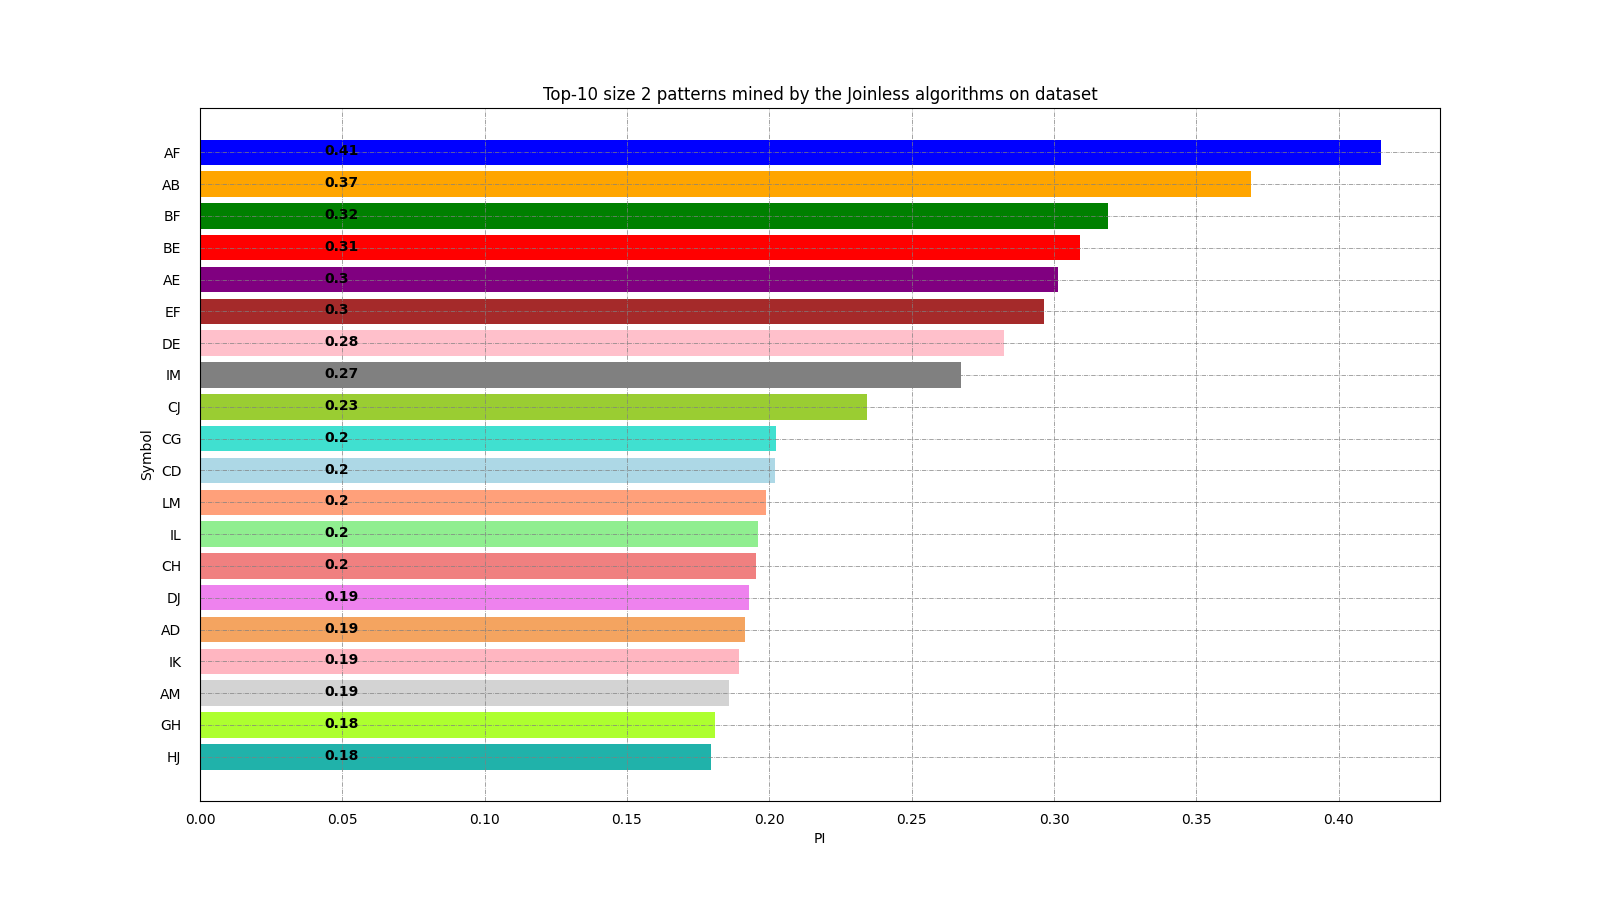 Top-10 size 2 patterns mined by the Joinless algorithms on dataset
Symbol
AF 0.41
AB 0.37
BF 0.32
BE 0.31
AE 0.3
EF 0.3
DE 0.28
IM 0.27
CJ 0.23
CG 0.2
CD 0.2
LM 0.2
IL 0.2
CH 0.2
DJ 0.19
AD 0.19
IK 0.19
AM 0.19
GH 0.18
HJ 0.18
0.00 0.05 0.10 0.15 0.20 0.25 0.30 0.35 0.40
PI